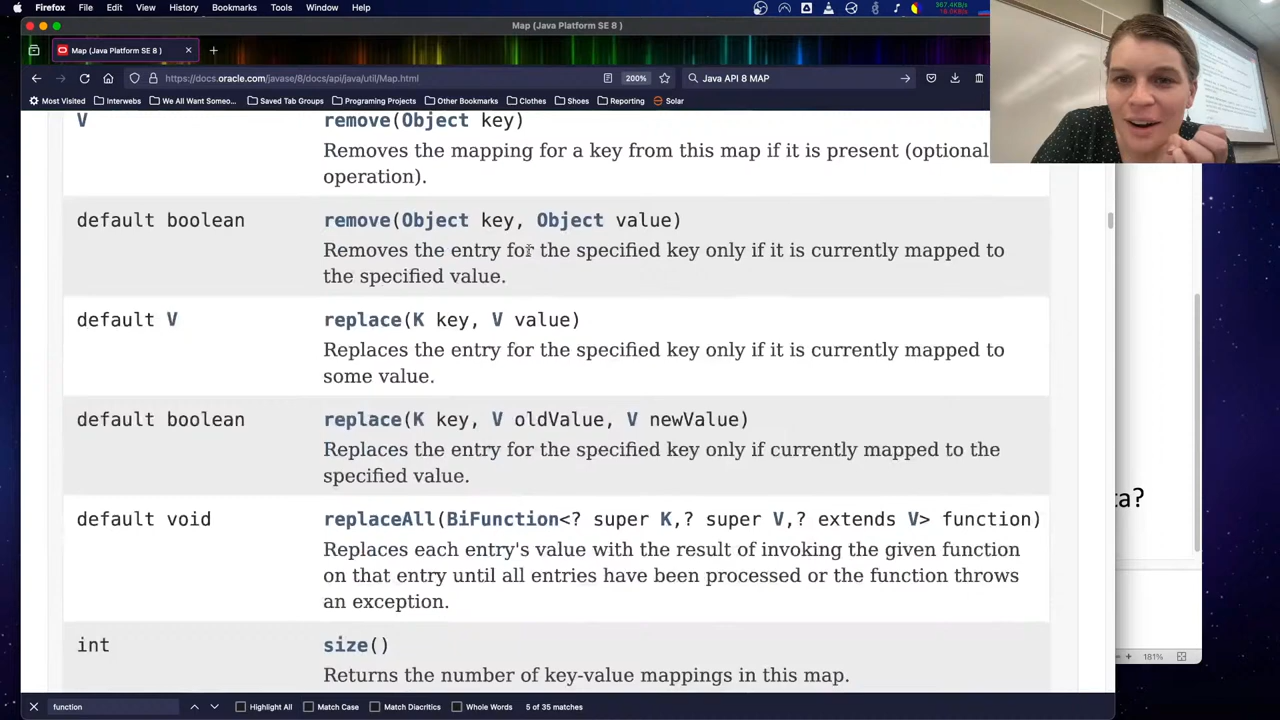 Firefox File Edit View History Bookmarks Tools Window Help
367.4KB/s
Map (Java Platform SE 8 )
Map (Java Platform SE 8 )
https://docs.oracle.com/javase/8/docs/api/java/util/Map.html
200%
Java API 8 MAP
Most Visited Interwebs We All Want Someo... Saved Tab Groups Programing Projects Other Bookmarks Clothes Shoes Reporting Solar
V remove(Object key)
Removes the mapping for a key from this map if it is present (optional
operation).
default boolean remove(Object key, Object value)
Removes the entry for the specified key only if it is currently mapped to
the specified value.
default V replace(K key, V value)
Replaces the entry for the specified key only if it is currently mapped to
some value.
default boolean replace(K key, V oldValue, V newValue)
Replaces the entry for the specified key only if currently mapped to the
specified value.
ta?
default void replaceAll(BiFunction<? super K,? super V,? extends V> function)
Replaces each entry's value with the result of invoking the given function
on that entry until all entries have been processed or the function throws
an exception.
int size()
Returns the number of key-value mappings in this map.
181%
function
Highlight All Match Case Match Diacritics Whole Words 5 of 35 matches